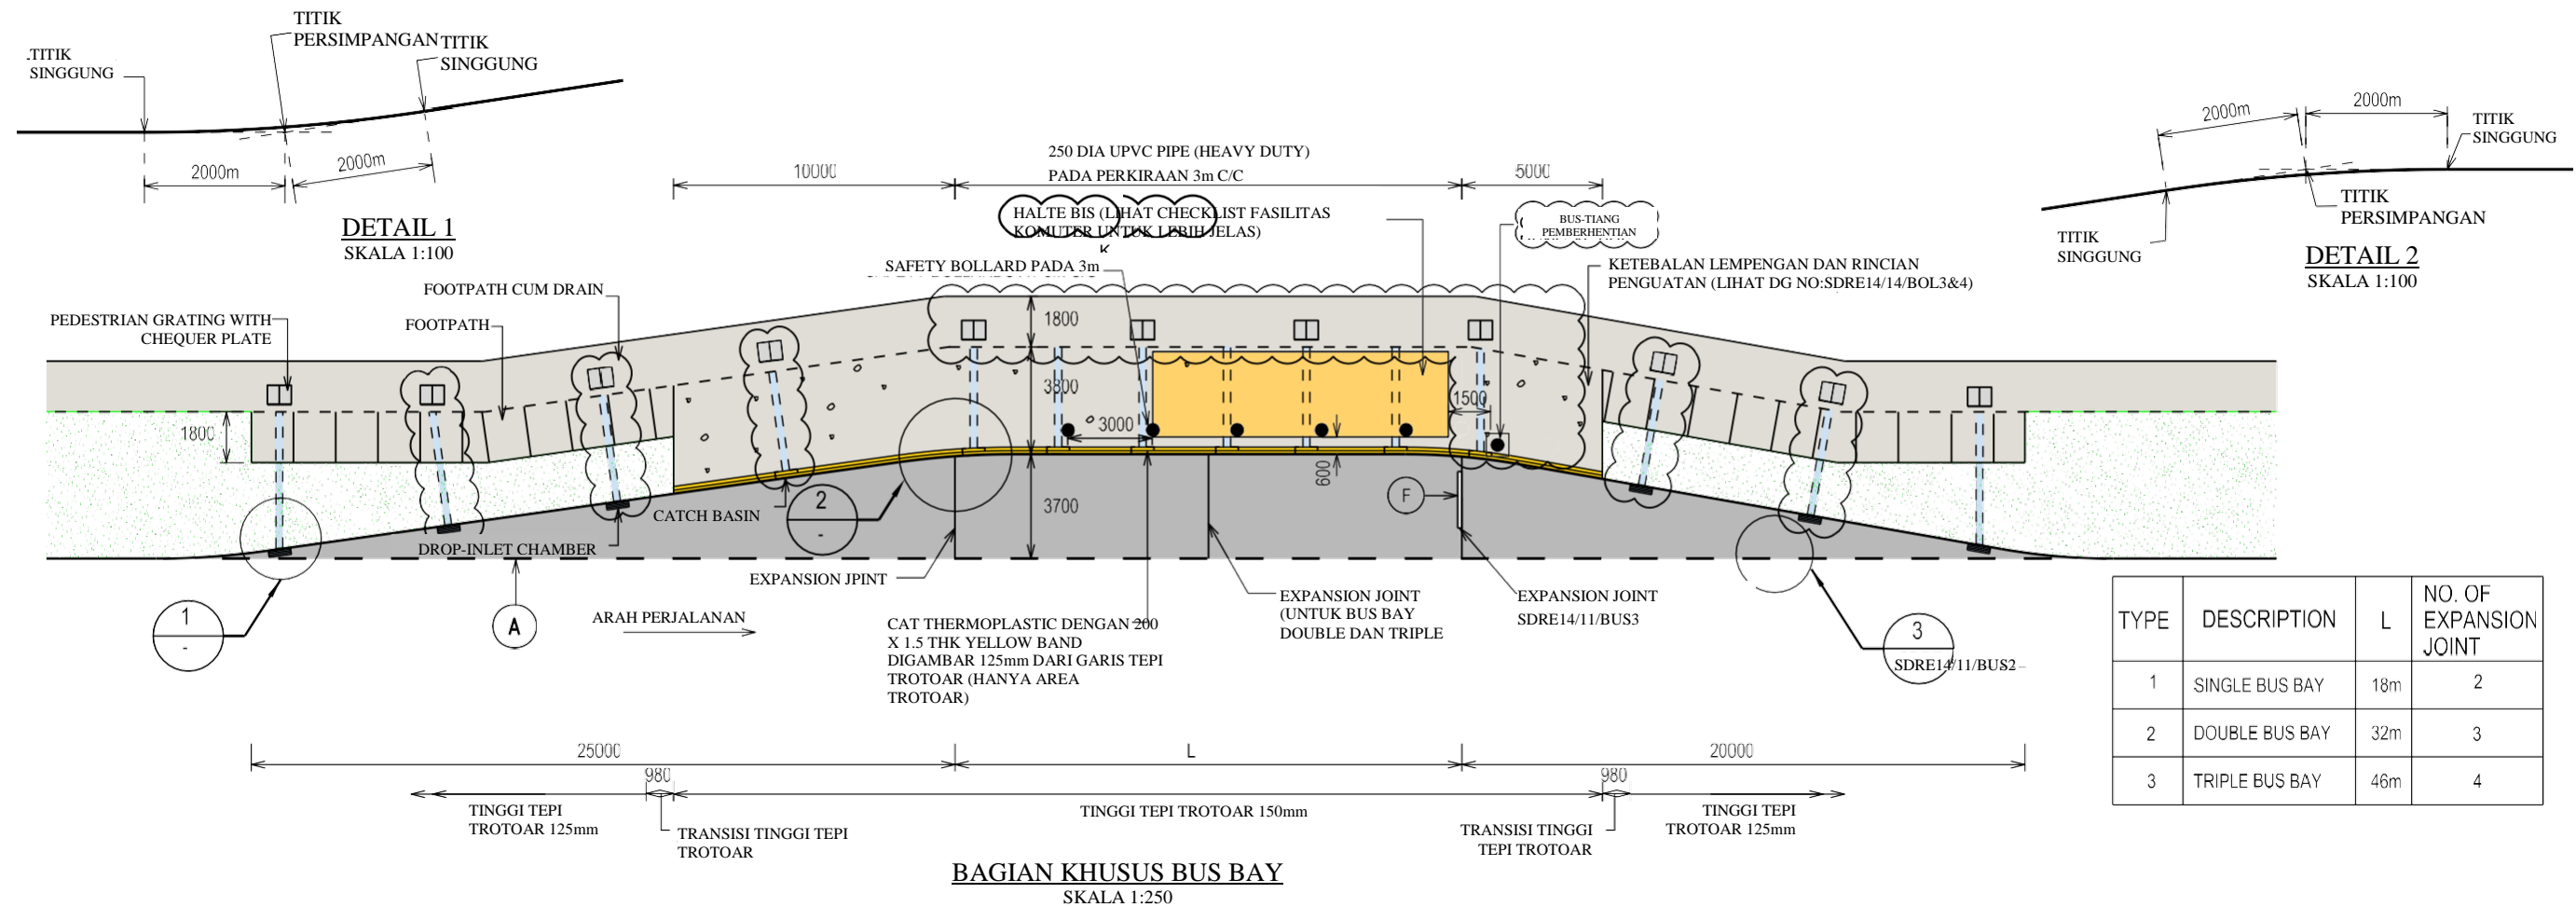 TITIK
PERSIMPANGAN
TITIK
SINGGUNG
TITIK
SINGGUNG
2000m
2000m
DETAIL 1
SKALA 1:100
10000
250 DIA UPVC PIPE (HEAVY DUTY)
PADA PERKIRAAN 3m C/C
5000
HALTE BIS (LIHAT CHECKLIST FASILITAS
KOMUTER UNTUK LEBIH JELAS)
BUS-TIANG
PEMBERHENTIAN
SAFETY BOLLARD PADA 3m
KETEBALAN LEMPENGAN DAN RINCIAN
PENGUATAN (LIHAT DG NO:SDRE14/14/BOL3&4)
2000m
2000m
TITIK
SINGGUNG
TITIK
PERSIMPANGAN
TITIK
SINGGUNG
DETAIL 2
SKALA 1:100
FOOTPATH CUM DRAIN
PEDESTRIAN GRATING WITH
CHEQUER PLATE
FOOTPATH
1800
1800
3800
3000
1500
600
3700
CATCH BASIN
2
-
F
DROP-INLET CHAMBER
EXPANSION JPINT
1
-
A
ARAH PERJALANAN
CAT THERMOPLASTIC DENGAN 200
X 1.5 THK YELLOW BAND
DIGAMBAR 125mm DARI GARIS TEPI
TROTOAR (HANYA AREA
TROTOAR)
EXPANSION JOINT
(UNTUK BUS BAY
DOUBLE DAN TRIPLE
EXPANSION JOINT
SDRE14/11/BUS3
3
SDRE14/11/BUS2
TYPE DESCRIPTION L NO. OF EXPANSION JOINT
1 SINGLE BUS BAY 18m 2
2 DOUBLE BUS BAY 32m 3
3 TRIPLE BUS BAY 46m 4
25000
L
20000
980
980
TINGGI TEPI
TROTOAR 125mm
TRANSISI TINGGI TEPI
TROTOAR
TINGGI TEPI TROTOAR 150mm
TRANSISI TINGGI
TEPI TROTOAR
TINGGI TEPI
TROTOAR 125mm
BAGIAN KHUSUS BUS BAY
SKALA 1:250